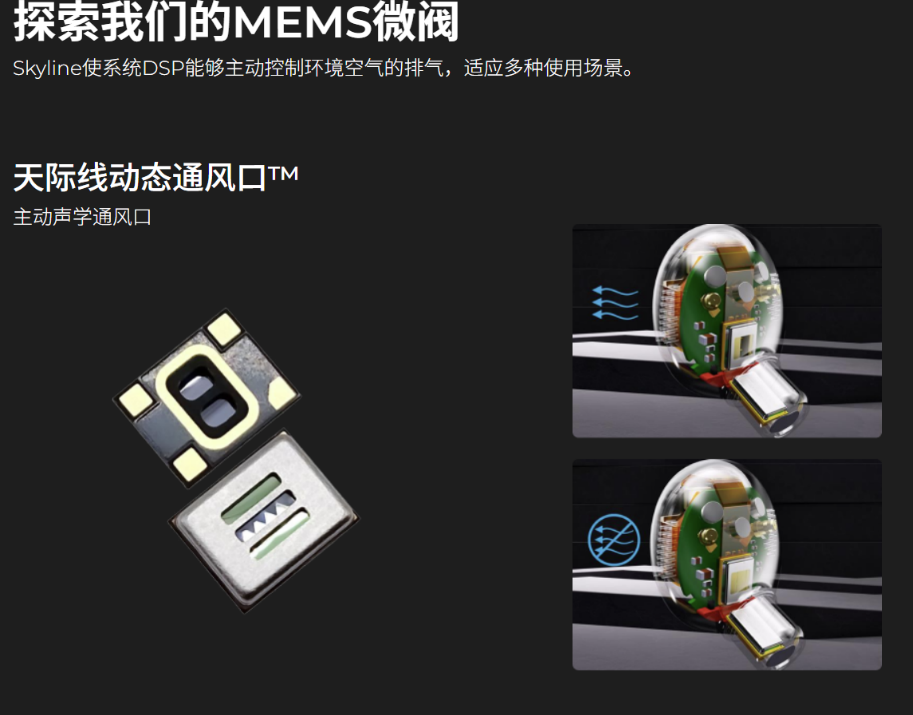 探索我们的MEMS微阀
Skyline使系统DSP能够主动控制环境空气的排气，适应多种使用场景。
天际线动态通风口™
主动声学通风口